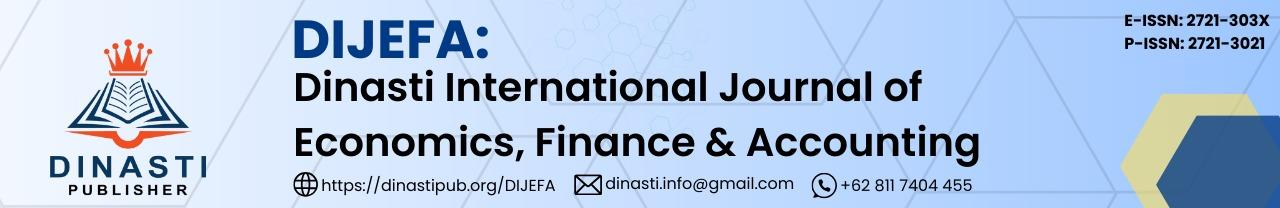 E-ISSN: 2721-303X
P-ISSN: 2721-3021
DIJEFA:
Dinasti International Journal of
Economics, Finance & Accounting
https://dinastipub.org/DIJEFA dinasti.info@gmail.com +62 811 7404 455
DINASTI
PUBLISHER